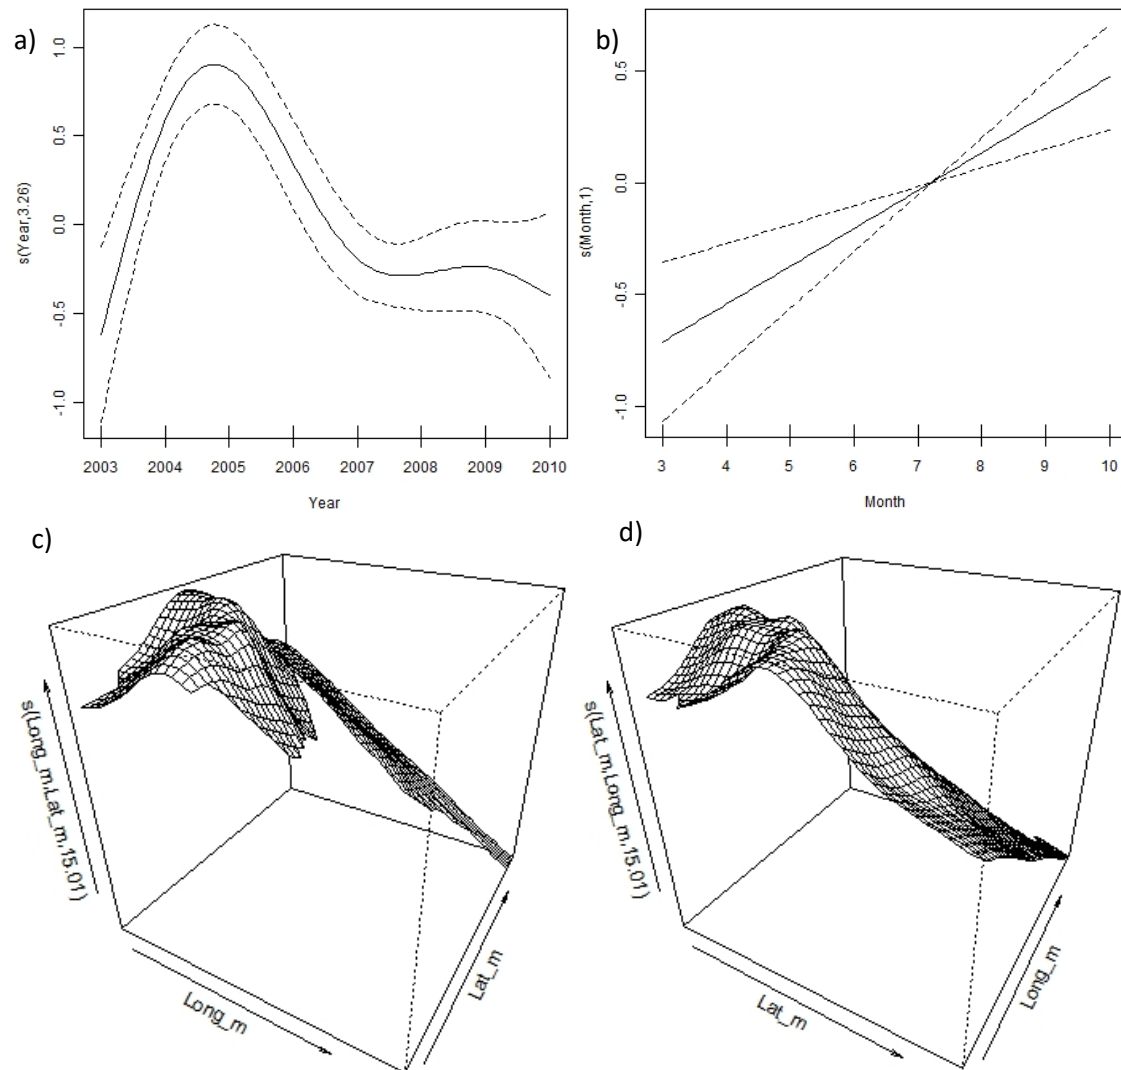 a)
1.0
0.5
0.0
-0.5
-1.0
s(Year,3.26)
2003 2004 2005 2006 2007 2008 2009 2010
Year
b)
0.5
0.0
-0.5
-1.0
s(Month,1)
3 4 5 6 7 8 9 10
Month
c)
s(Long_m,Lat_m,15.01)
Long_m
Lat_m
d)
s(Lat_m,Long_m,15.01)
Lat_m
Long_m